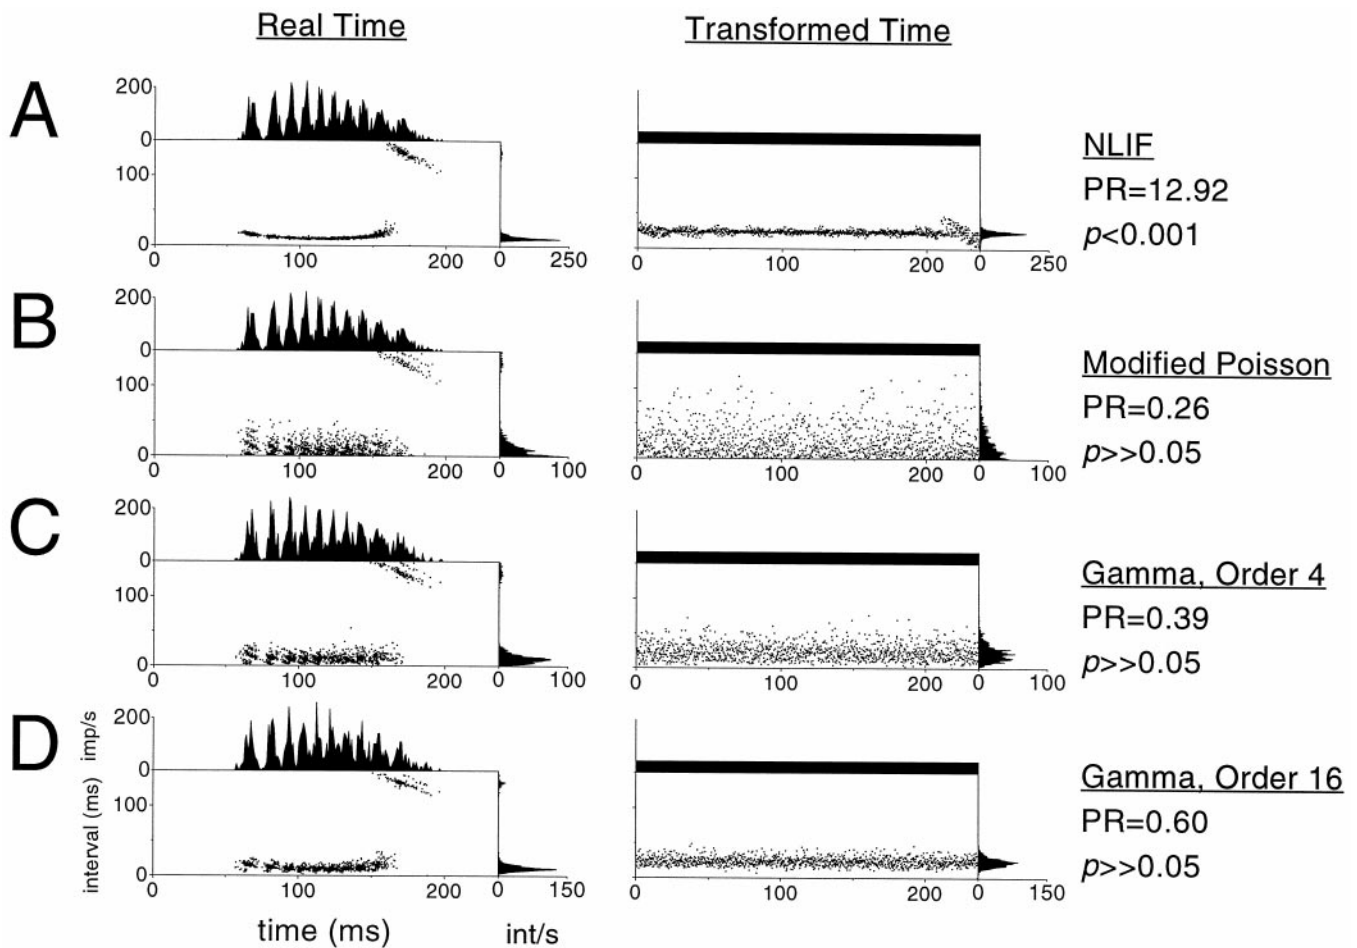 Real Time
Transformed Time
A
200
0
100
0
0
100
200
0
250
0
100
200
0
250
NLIF
PR=12.92
p<0.001
B
200
0
100
0
0
100
200
0
100
0
100
200
0
100
Modified Poisson
PR=0.26
p>>0.05
C
200
0
100
0
0
100
200
0
100
0
100
200
0
100
Gamma, Order 4
PR=0.39
p>>0.05
D
imp/s
200
0
interval (ms)
100
0
0
100
200
0
150
time (ms)
int/s
0
100
200
0
150
Gamma, Order 16
PR=0.60
p>>0.05